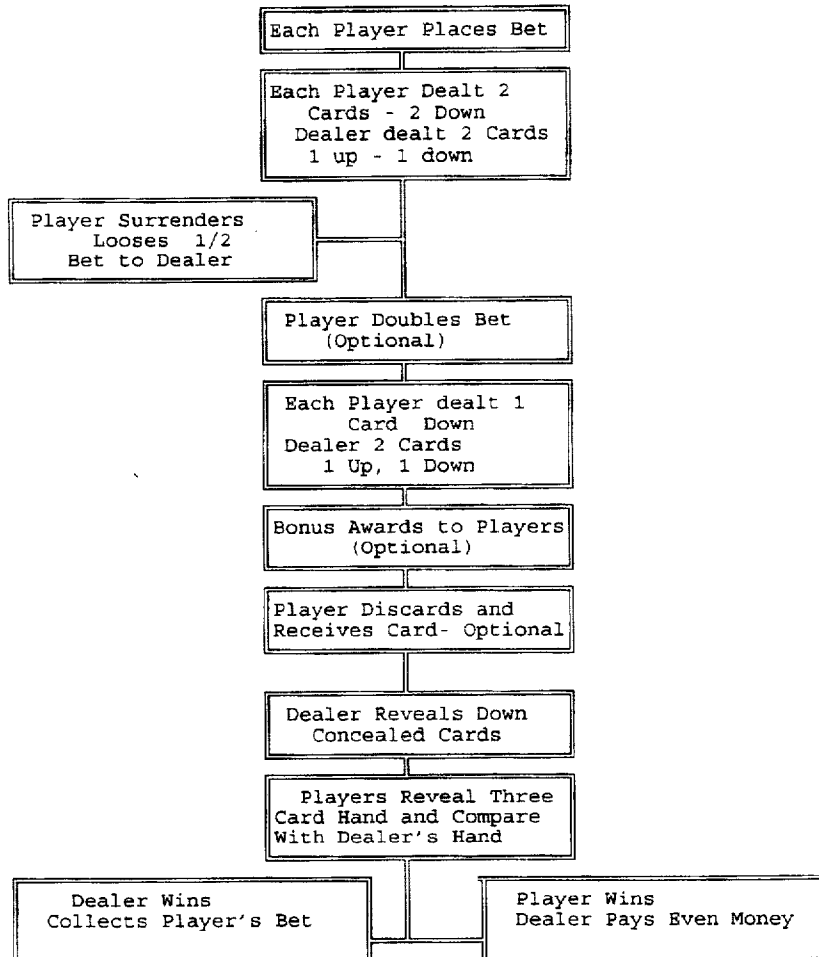 Each Player Places Bet
Each Player Dealt 2
Cards - 2 Down
Dealer dealt 2 Cards
1 up - 1 down
Player Surrenders
Looses 1/2
Bet to Dealer
Player Doubles Bet
(Optional)
Each Player dealt 1
Card Down
Dealer 2 Cards
1 Up, 1 Down
Bonus Awards to Players
(Optional)
Player Discards and
Receives Card- Optional
Dealer Reveals Down
Concealed Cards
Players Reveal Three
Card Hand and Compare
With Dealer's Hand
Dealer Wins
Collects Player's Bet
Player Wins
Dealer Pays Even Money